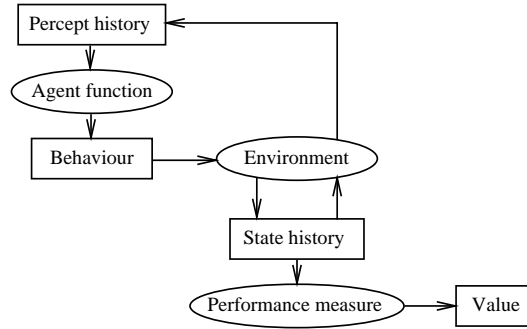 Percept history
Agent function
Behaviour
Environment
State history
Performance measure
Value